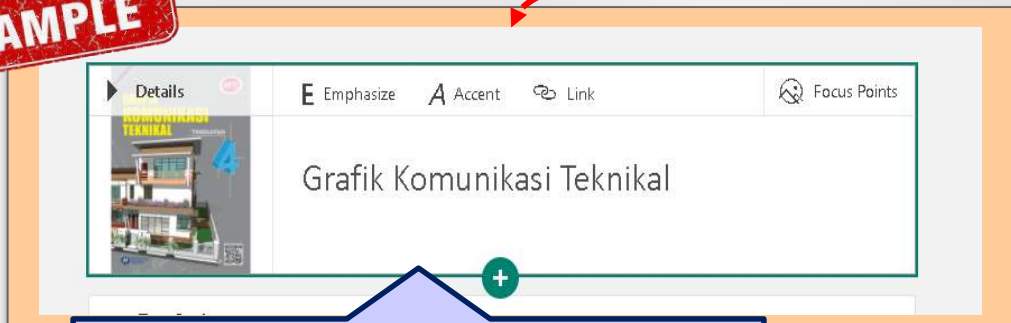 AMPLE
Details
E Emphasize A Accent Link
Focus Points
KOMUNIKASI
TEKNIKAL
4
Grafik Komunikasi Teknikal
+